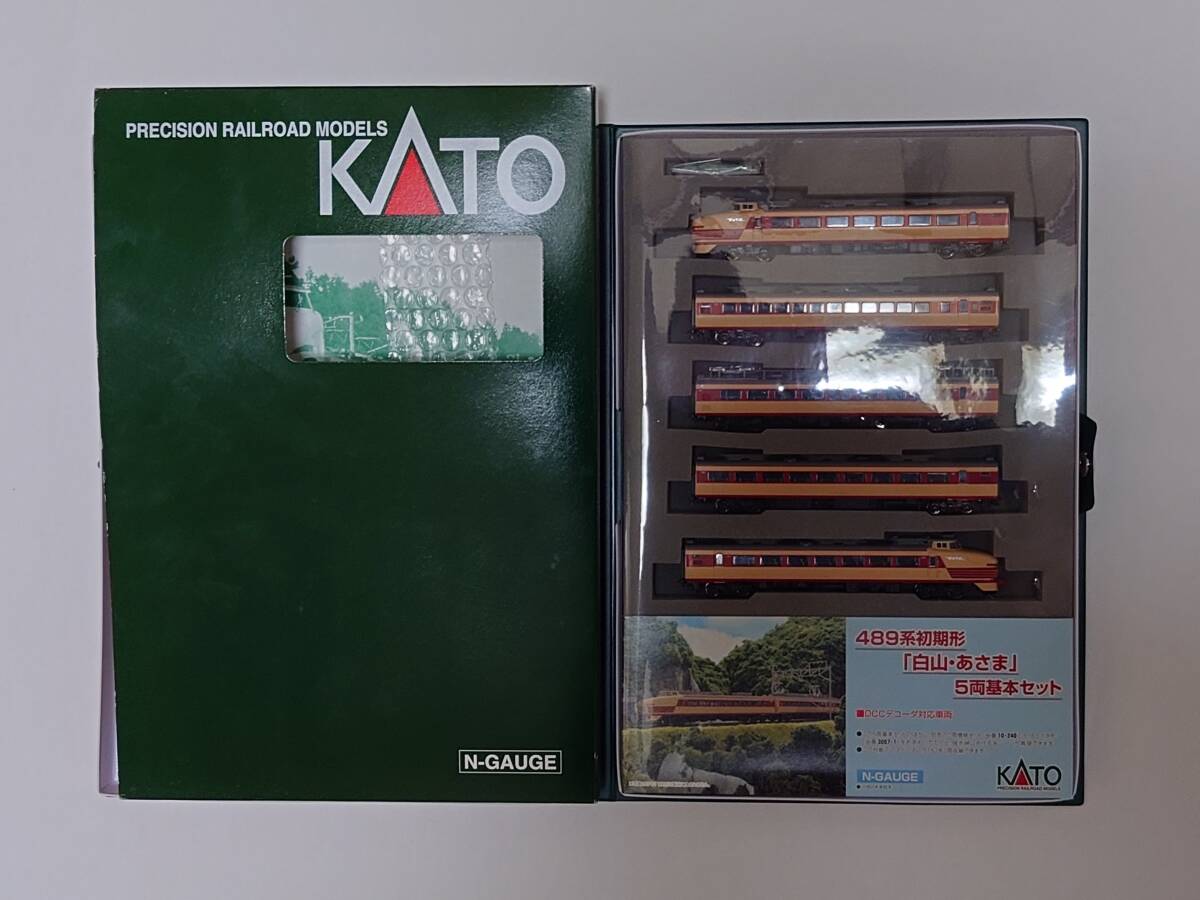 PRECISION RAILROAD MODELS
KATO
N-GAUGE
489系初期形
「白山・あさま」
5両基本セット
■DCCデコーダ対応車両
N-GAUGE
KATO
PRECISION RAILROAD MODELS